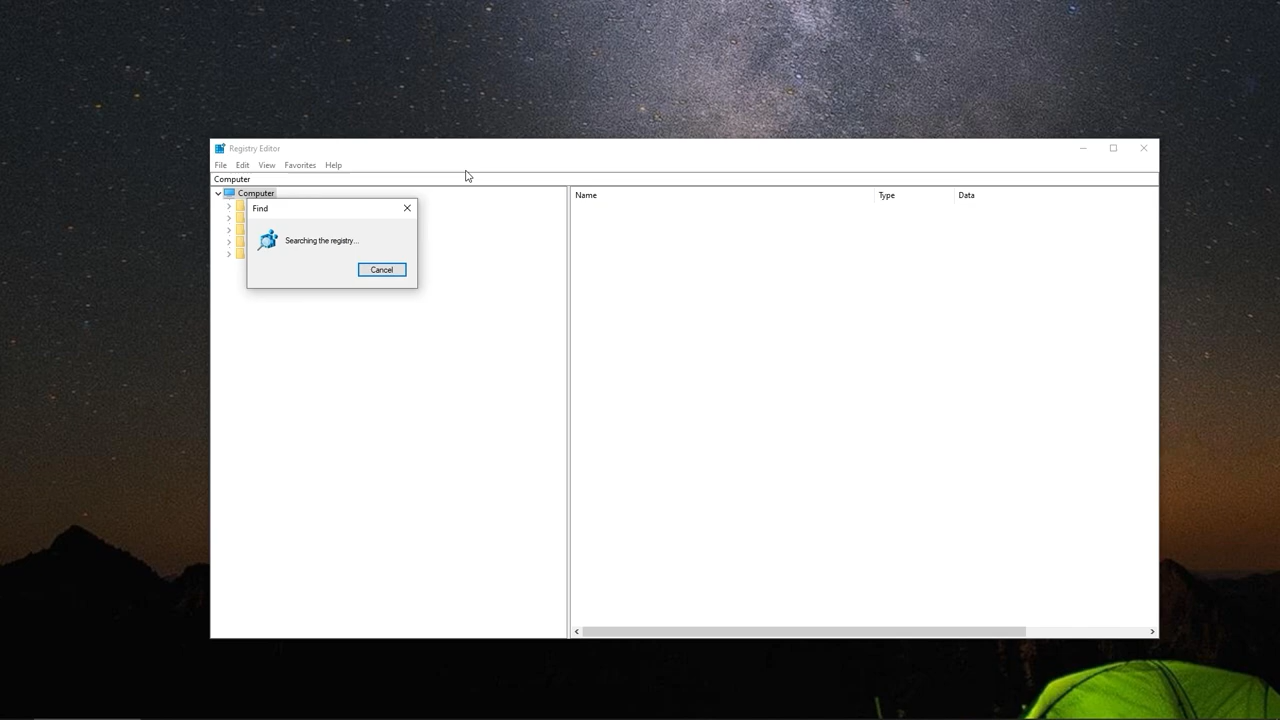 Registry Editor
File Edit View Favorites Help
Computer
Computer
Name Type Data
Find
Searching the registry...
Cancel